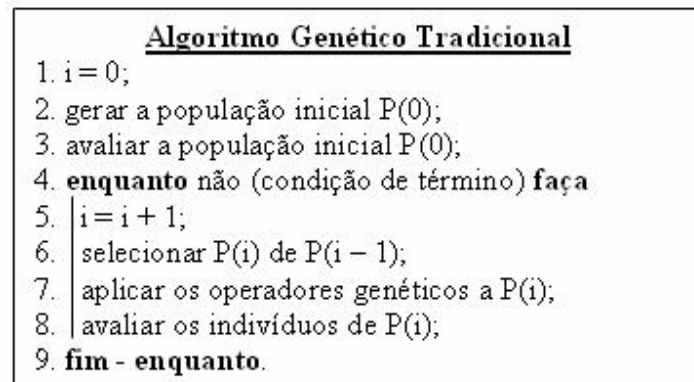 Algoritmo Genético Tradicional
1. i = 0;
2. gerar a população inicial P(0);
3. avaliar a população inicial P(0);
4. enquanto não (condição de término) faça
5. i = i + 1;
6. selecionar P(i) de P(i − 1);
7. aplicar os operadores genéticos a P(i);
8. avaliar os indivíduos de P(i);
9. fim - enquanto.